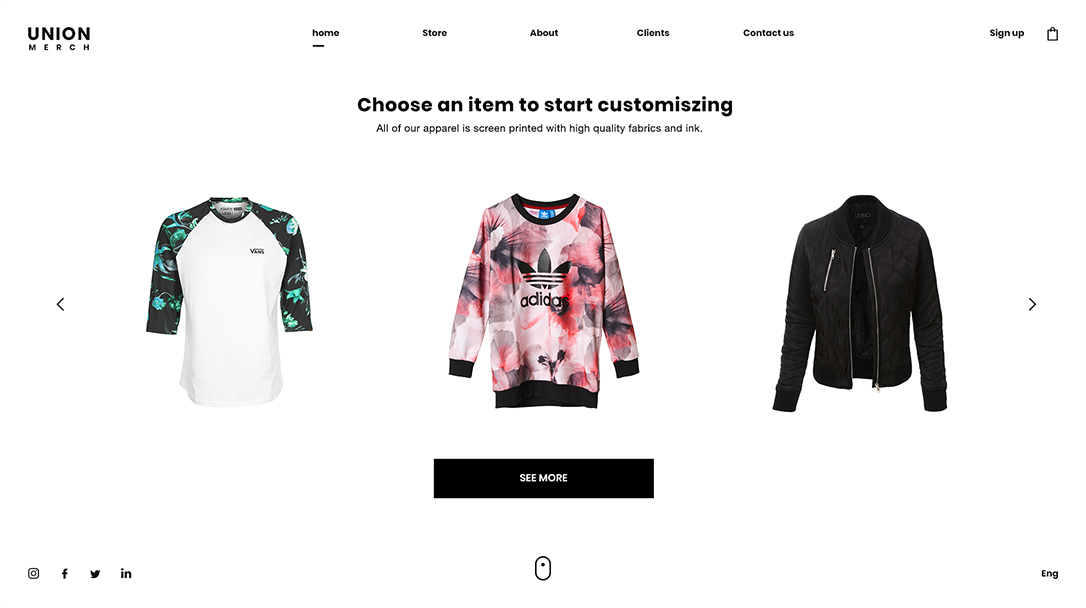 UNION
MERCH
home
Store
About
Clients
Contact us
Sign up
Choose an item to start customiszing
All of our apparel is screen printed with high quality fabrics and ink.
VANS
adidas
SEE MORE
Eng